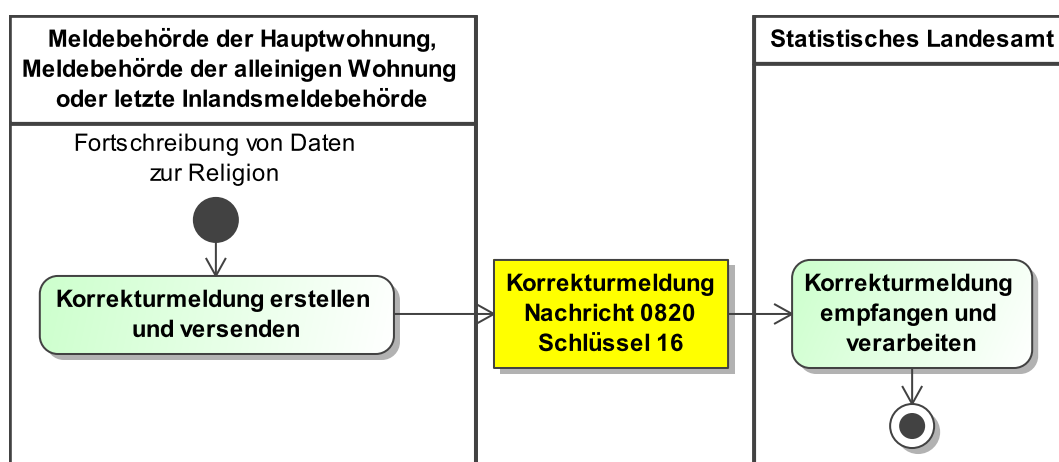 Meldebehörde der Hauptwohnung,
Meldebehörde der alleinigen Wohnung
oder letzte Inlandsmeldebehörde
Statistisches Landesamt
Fortschreibung von Daten
zur Religion
Korrekturmeldung erstellen
und versenden
Korrekturmeldung
Nachricht 0820
Schlüssel 16
Korrekturmeldung
empfangen und
verarbeiten